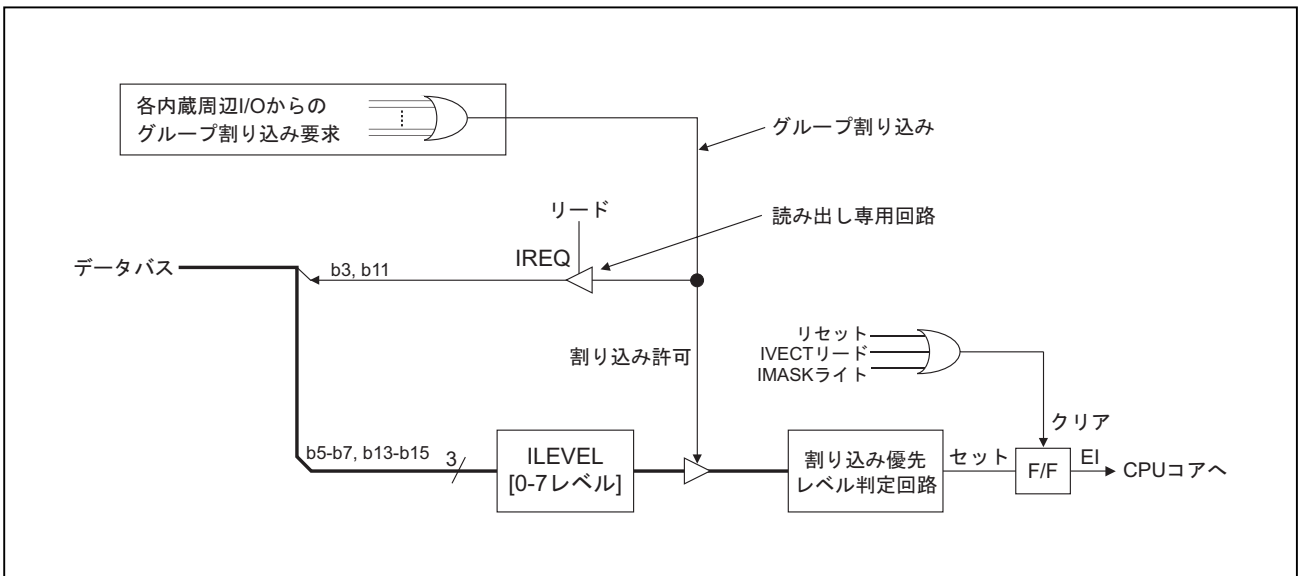 各内蔵周辺I/Oからの
グループ割り込み要求
グループ割り込み
リード
読み出し専用回路
IREQ
データバス
b3, b11
リセット
IVECTリード
IMASKライト
割り込み許可
クリア
b5-b7, b13-b15
3
ILEVEL
[0-7レベル]
割り込み優先
レベル判定回路
セット
F/F
EI
CPUコアへ